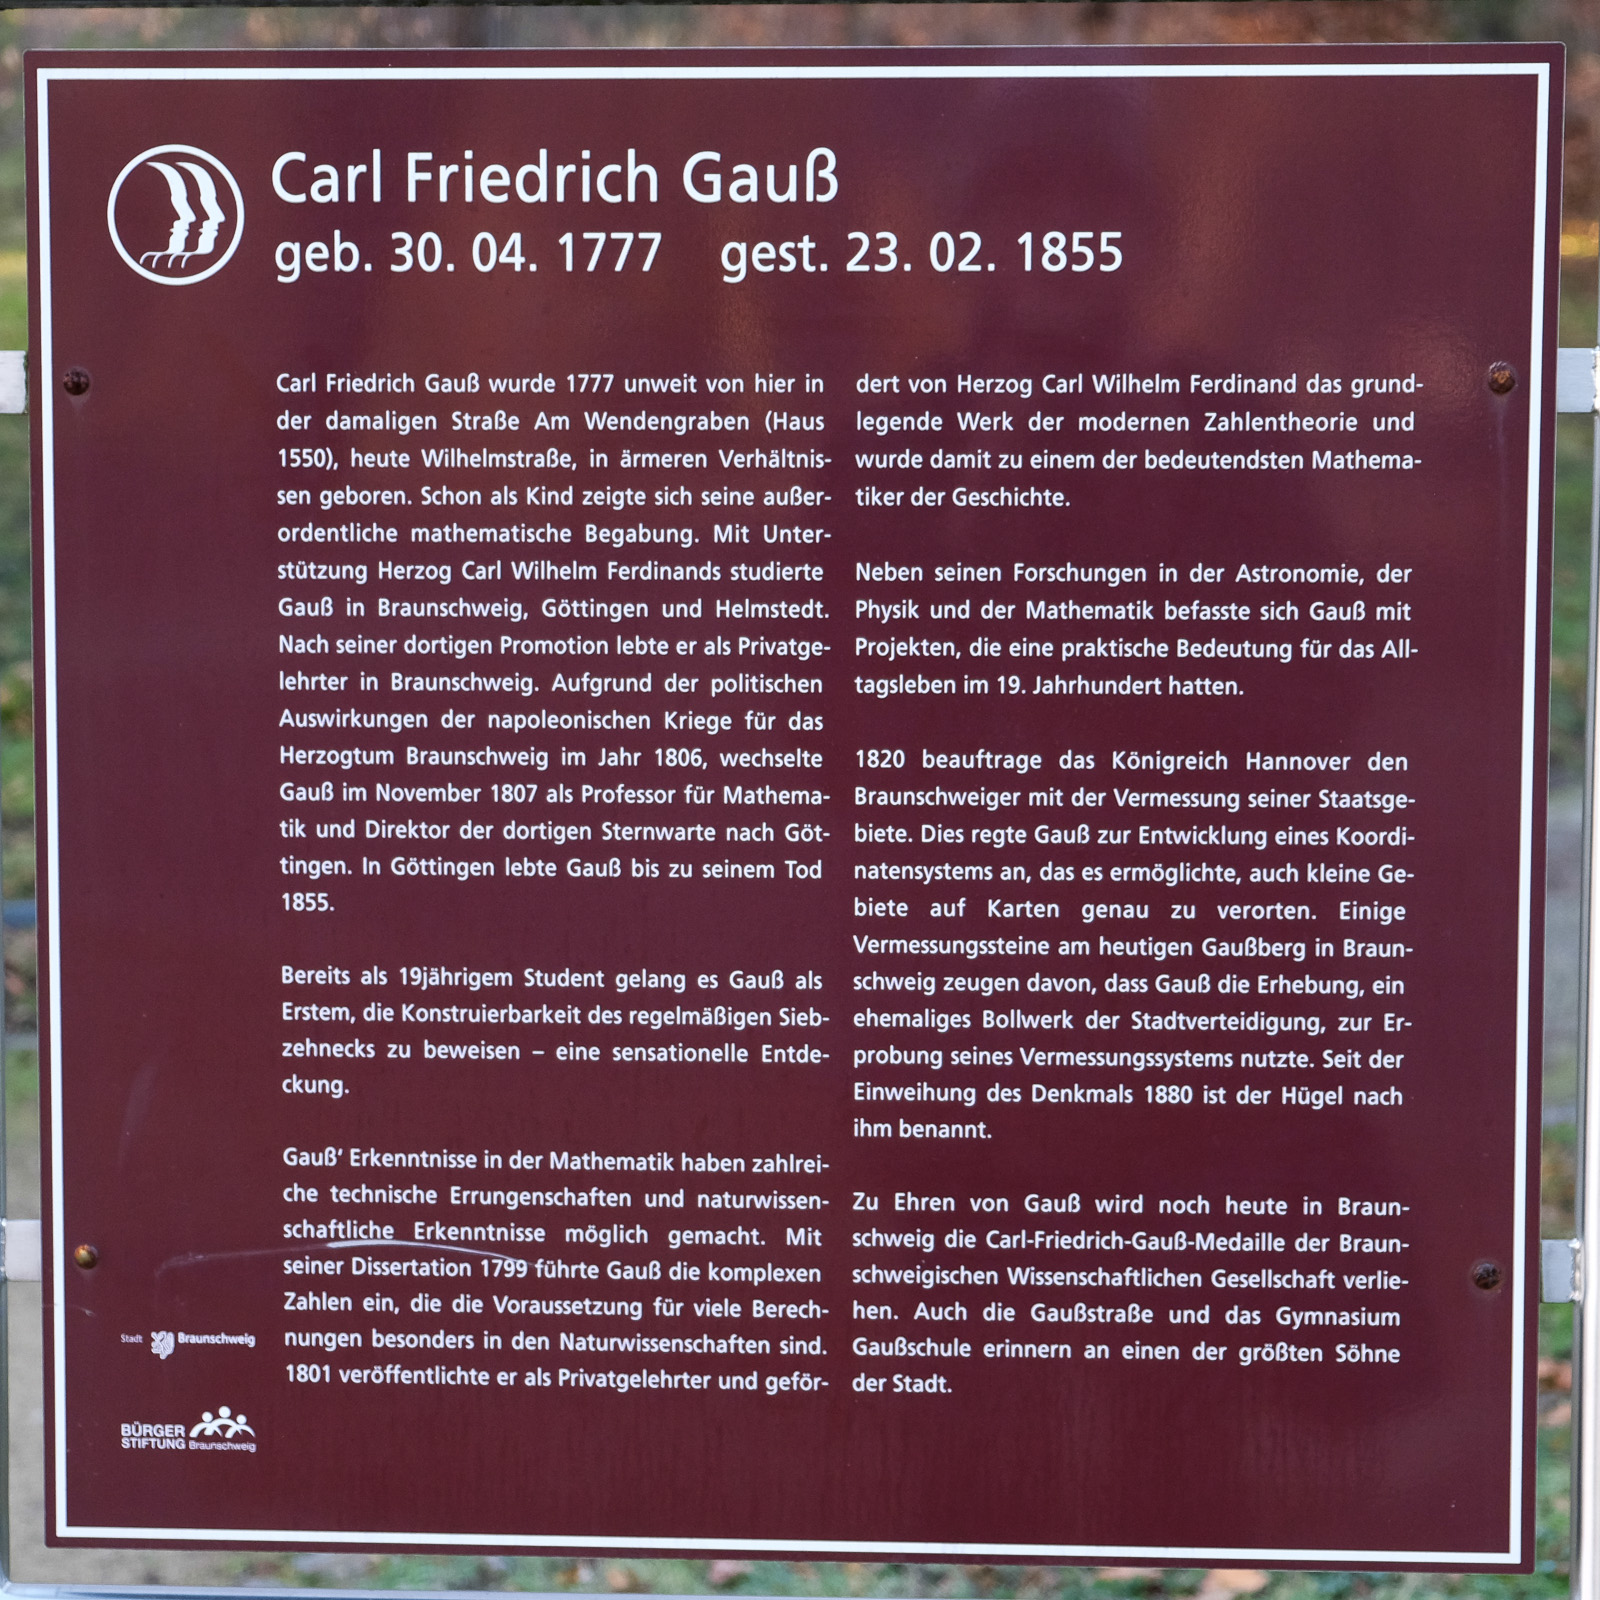 Carl Friedrich Gauß
geb. 30. 04. 1777 gest. 23. 02. 1855
Carl Friedrich Gauß wurde 1777 unweit von hier in
der damaligen Straße Am Wendengraben (Haus
1550), heute Wilhelmstraße, in ärmeren Verhältnis-
sen geboren. Schon als Kind zeigte sich seine außer-
ordentliche mathematische Begabung. Mit Unter-
stützung Herzog Carl Wilhelm Ferdinands studierte
Gauß in Braunschweig, Göttingen und Helmstedt.
Nach seiner dortigen Promotion lebte er als Privatge-
lehrter in Braunschweig. Aufgrund der politischen
Auswirkungen der napoleonischen Kriege für das
Herzogtum Braunschweig im Jahr 1806, wechselte
Gauß im November 1807 als Professor für Mathema-
tik und Direktor der dortigen Sternwarte nach Göt-
tingen. In Göttingen lebte Gauß bis zu seinem Tod
1855.
Bereits als 19jährigem Student gelang es Gauß als
Erstem, die Konstruierbarkeit des regelmäßigen Sieb-
zehnecks zu beweisen – eine sensationelle Entde-
ckung.
Gauß‘ Erkenntnisse in der Mathematik haben zahlrei-
che technische Errungenschaften und naturwissen-
schaftliche Erkenntnisse möglich gemacht. Mit
seiner Dissertation 1799 führte Gauß die komplexen
Zahlen ein, die die Voraussetzung für viele Berech-
nungen besonders in den Naturwissenschaften sind.
1801 veröffentlichte er als Privatgelehrter und geför-
dert von Herzog Carl Wilhelm Ferdinand das grund-
legende Werk der modernen Zahlentheorie und
wurde damit zu einem der bedeutendsten Mathema-
tiker der Geschichte.
Neben seinen Forschungen in der Astronomie, der
Physik und der Mathematik befasste sich Gauß mit
Projekten, die eine praktische Bedeutung für das All-
tagsleben im 19. Jahrhundert hatten.
1820 beauftrage das Königreich Hannover den
Braunschweiger mit der Vermessung seiner Staatsge-
biete. Dies regte Gauß zur Entwicklung eines Koordi-
natensystems an, das es ermöglichte, auch kleine Ge-
biete auf Karten genau zu verorten. Einige
Vermessungssteine am heutigen Gaußberg in Braun-
schweig zeugen davon, dass Gauß die Erhebung, ein
ehemaliges Bollwerk der Stadtverteidigung, zur Er-
probung seines Vermessungssystems nutzte. Seit der
Einweihung des Denkmals 1880 ist der Hügel nach
ihm benannt.
Zu Ehren von Gauß wird noch heute in Braun-
schweig die Carl-Friedrich-Gauß-Medaille der Braun-
schweigischen Wissenschaftlichen Gesellschaft verlie-
hen. Auch die Gaußstraße und das Gymnasium
Gaußschule erinnern an einen der größten Söhne
der Stadt.
Stadt Braunschweig
BÜRGER
STIFTUNG Braunschweig